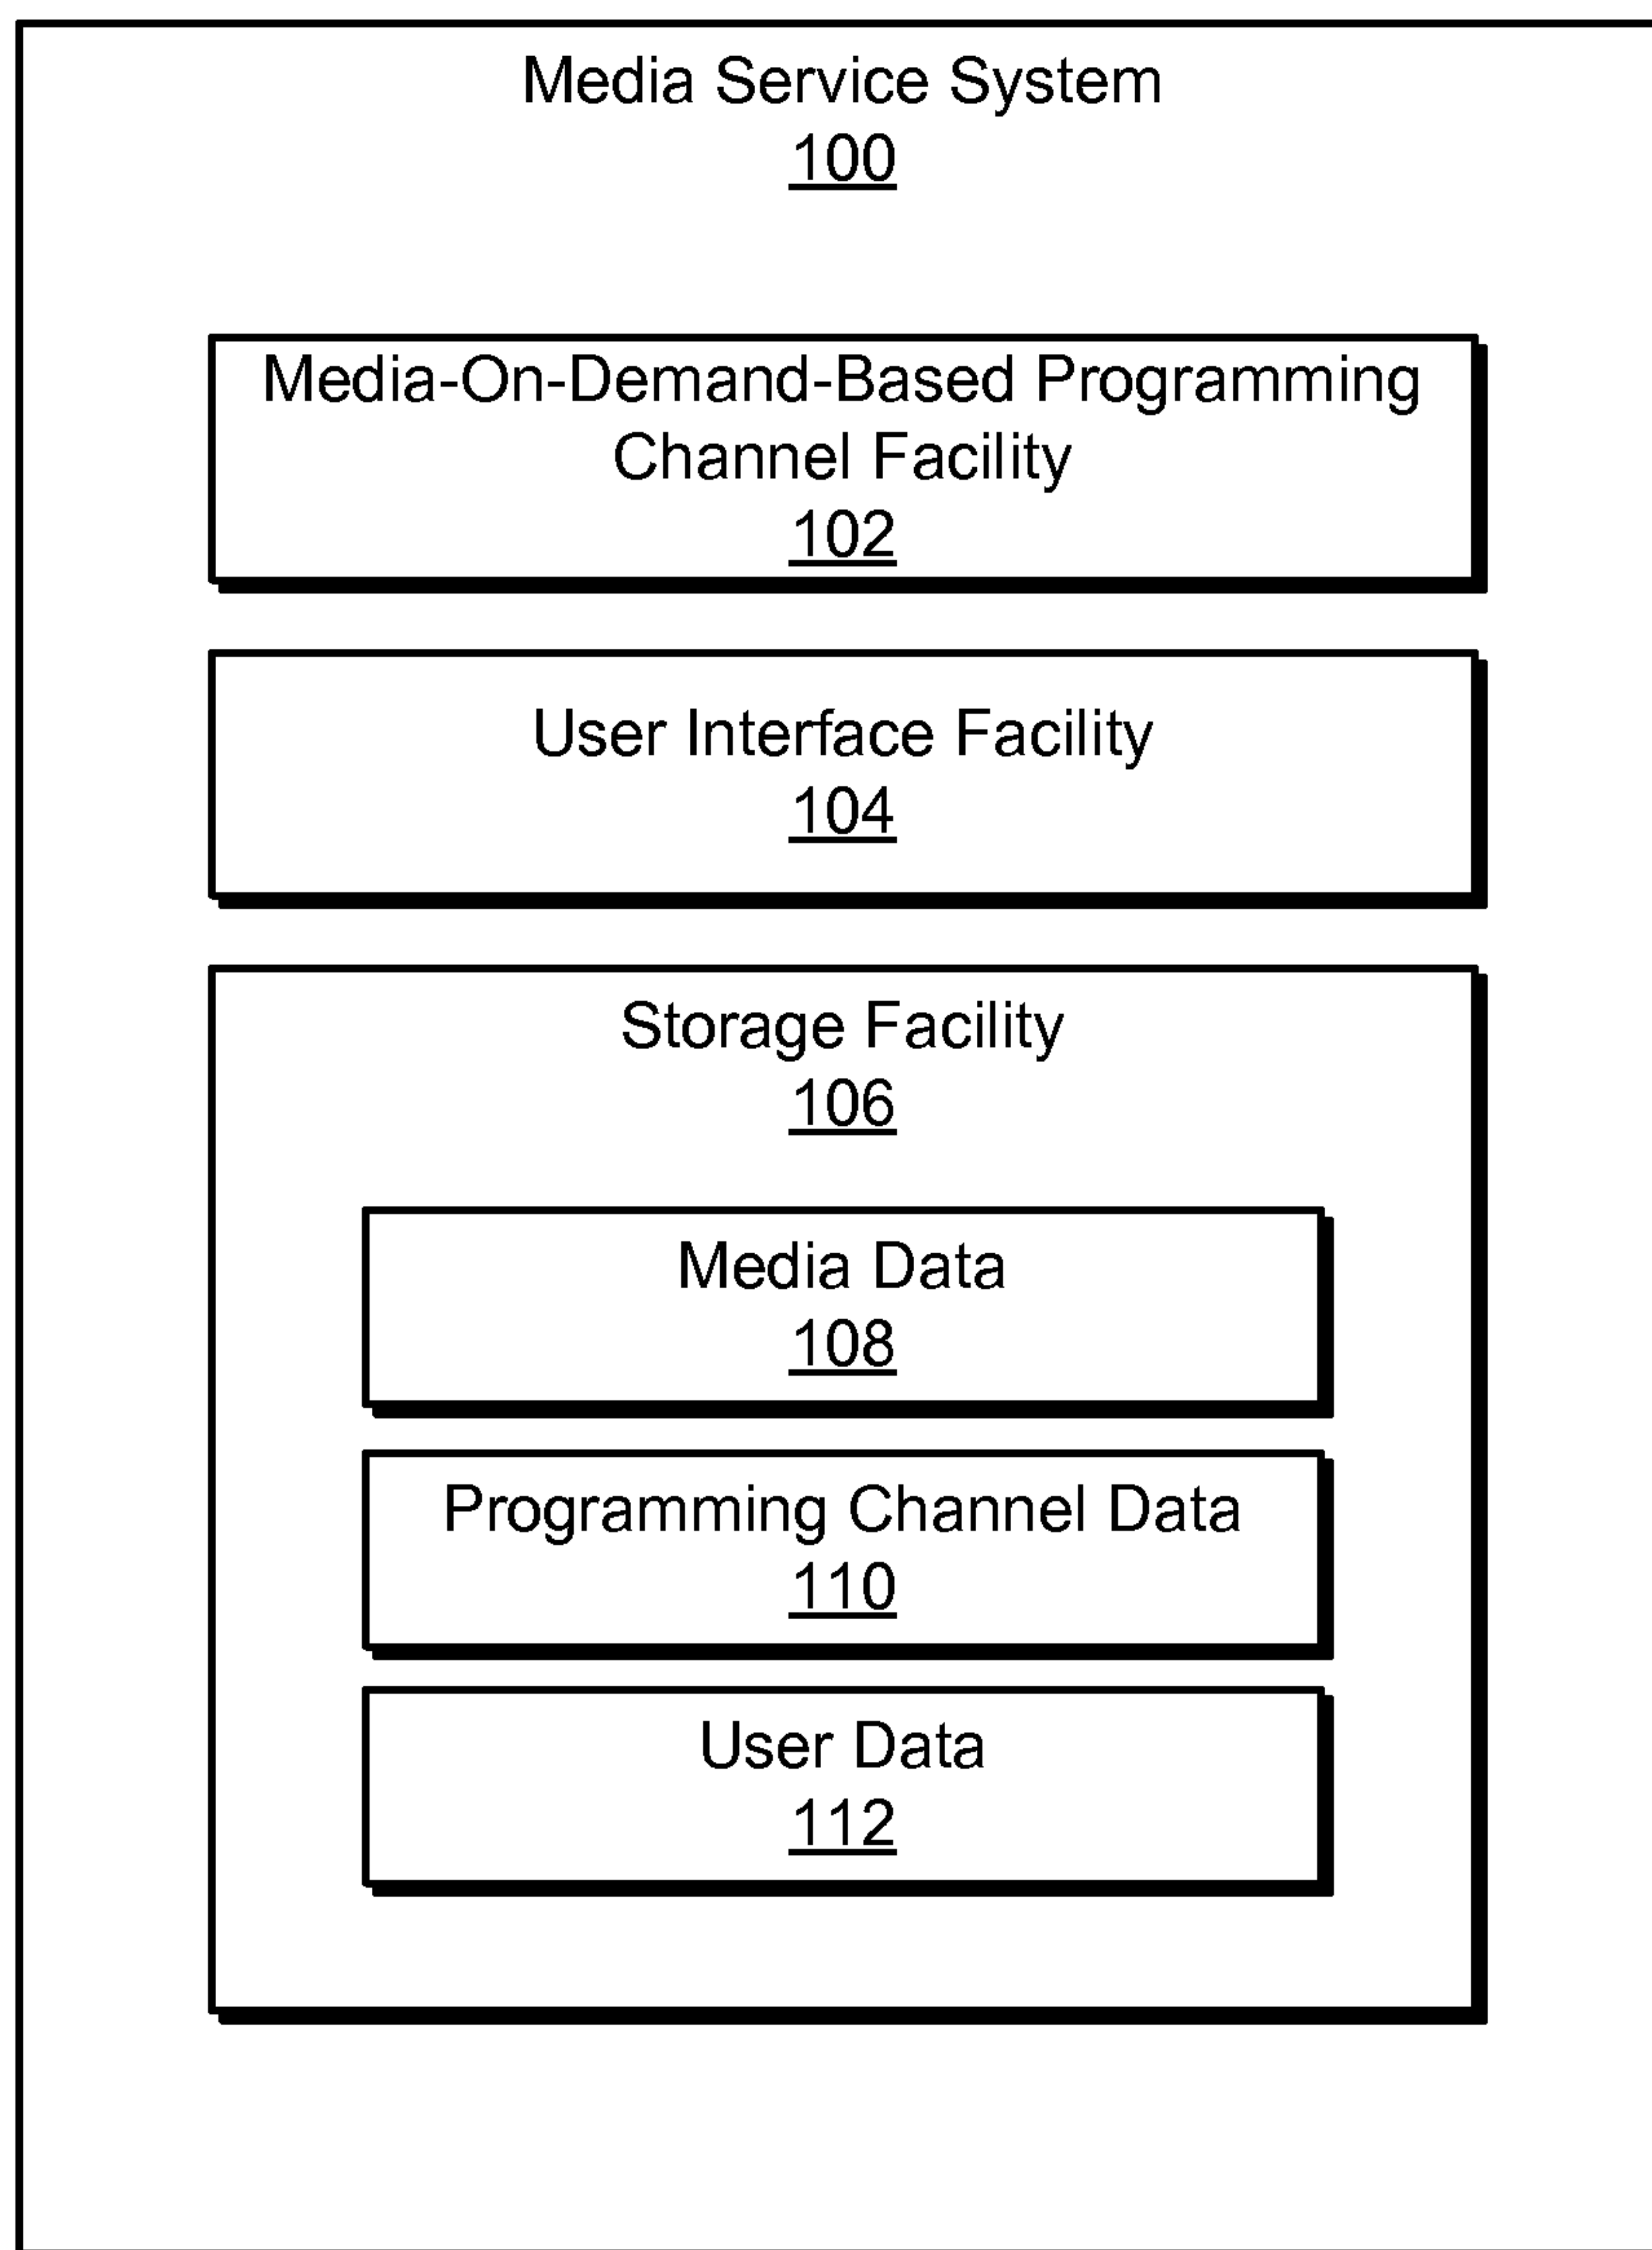 Media Service System
100
Media-On-Demand-Based Programming
Channel Facility
102
User Interface Facility
104
Storage Facility
106
Media Data
108
Programming Channel Data
110
User Data
112